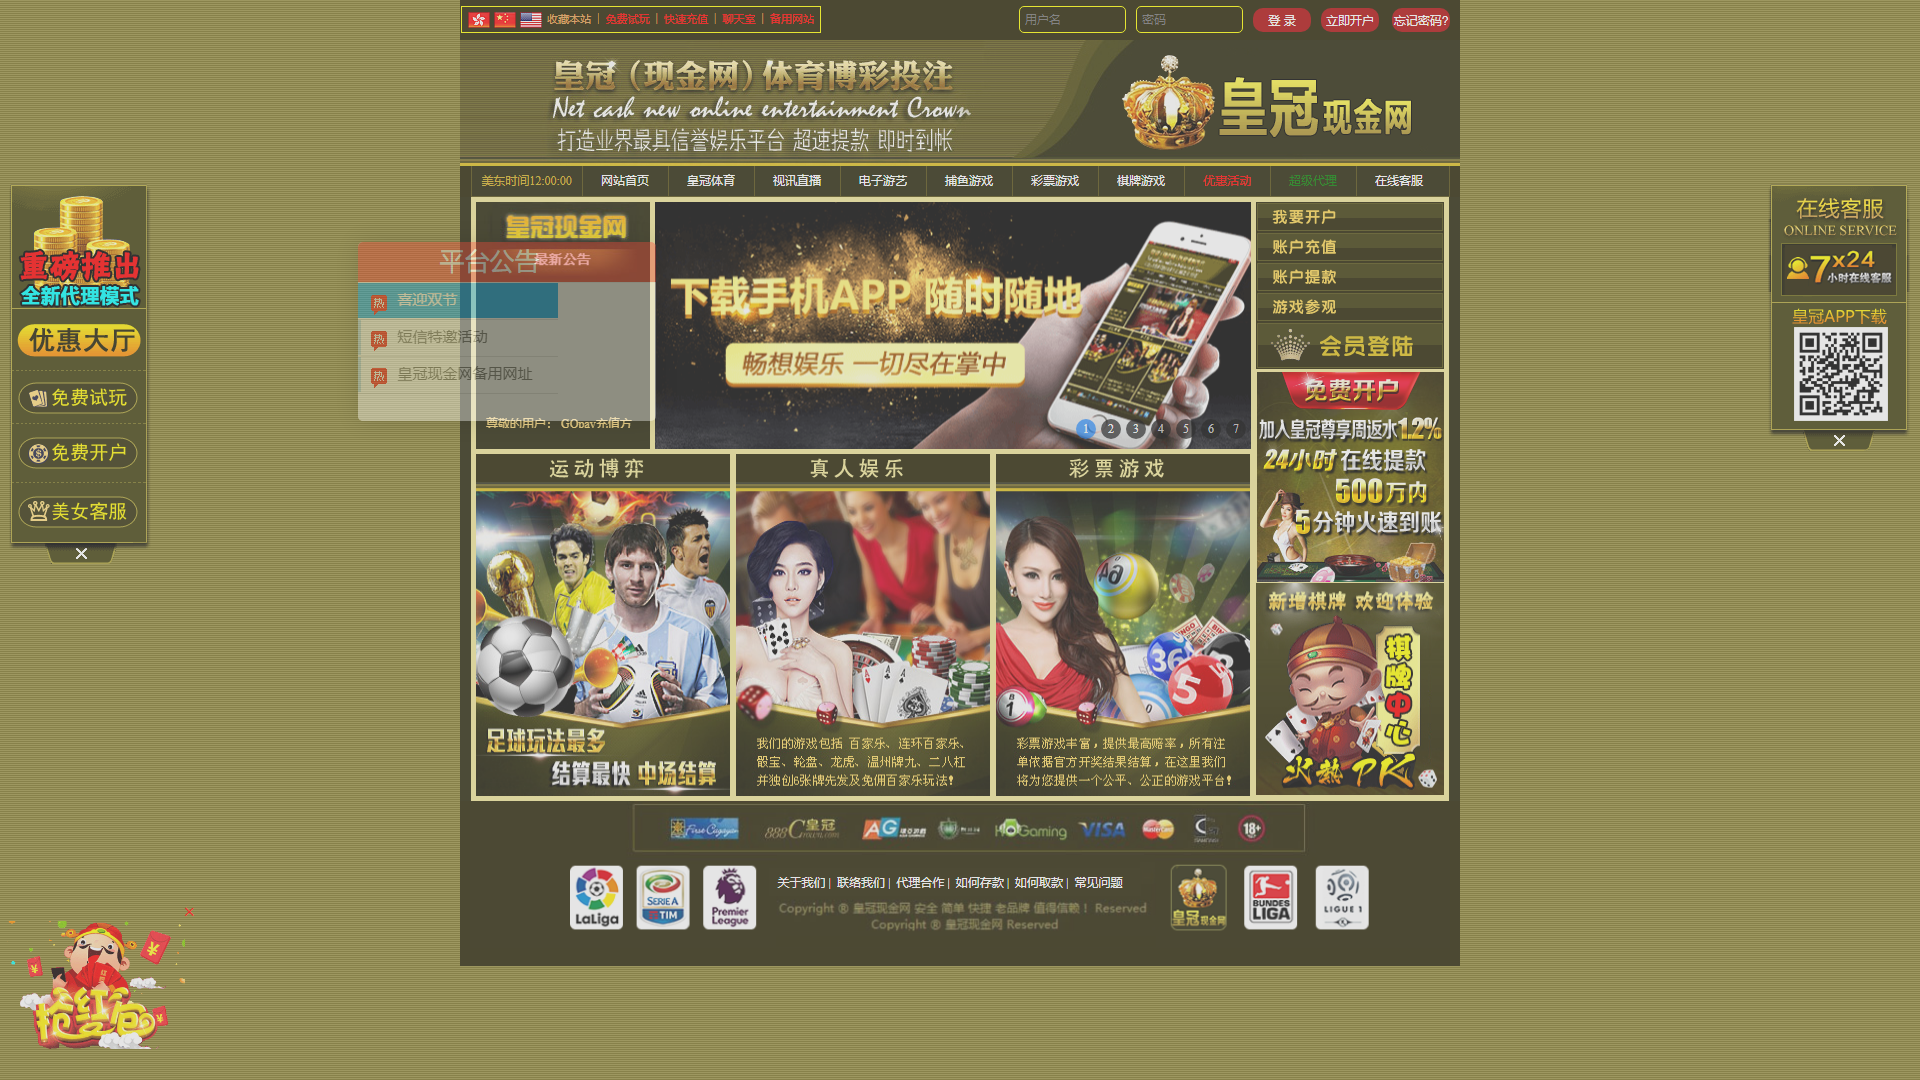 收藏本站 | 免费试玩 | 快速充值 | 聊天室 | 备用网站
用户名
密码
登 录
立即开户
忘记密码?
皇冠（现金网）体育博彩投注
Net cash new online entertainment Crown
打造业界最具信誉娱乐平台 超速提款 即时到帐
皇冠现金网
美东时间12:00:00
网站首页
皇冠体育
视讯直播
电子游艺
捕鱼游戏
彩票游戏
棋牌游戏
优惠活动
超级代理
在线客服
重磅推出
全新代理模式
优惠大厅
免费试玩
免费开户
美女客服
皇冠现金网
最新公告
平台公告
热 喜迎双节
热 短信特邀活动
热 皇冠现金网备用网址
尊敬的用户： GOpay充值方
下载手机APP 随时随地
畅想娱乐 一切尽在掌中
1 2 3 4 5 6 7
我要开户
账户充值
账户提款
游戏参观
会员登陆
在线客服
ONLINE SERVICE
7x24
小时在线客服
皇冠APP下载
免费开户
加入皇冠尊享周返水1.2%
24小时 在线提款
500万内
5分钟火速到账
运动博弈
真人娱乐
彩票游戏
足球玩法最多
结算最快 中场结算
我们的游戏包括 百家乐、连环百家乐、
骰宝、轮盘、龙虎、温州牌九、二八杠
并独创6张牌先发及免佣百家乐玩法!
彩票游戏丰富，提供最高赔率，所有注
单依据官方开奖结果结算，在这里我们
将为您提供一个公平、公正的游戏平台!
新增棋牌 欢迎体验
棋牌中心
火热PK
First Cagayan
888Crown.com 皇冠
AG
HOGaming
VISA
MasterCard
18+
LaLiga
SERIE A
TIM
Premier
League
关于我们 | 联络我们 | 代理合作 | 如何存款 | 如何取款 | 常见问题
Copyright ® 皇冠现金网 安全 简单 快捷 老品牌 值得信赖！ Reserved
Copyright ® 皇冠现金网 Reserved
皇冠现金网
BUNDES
LIGA
LIGUE 1
抢红包